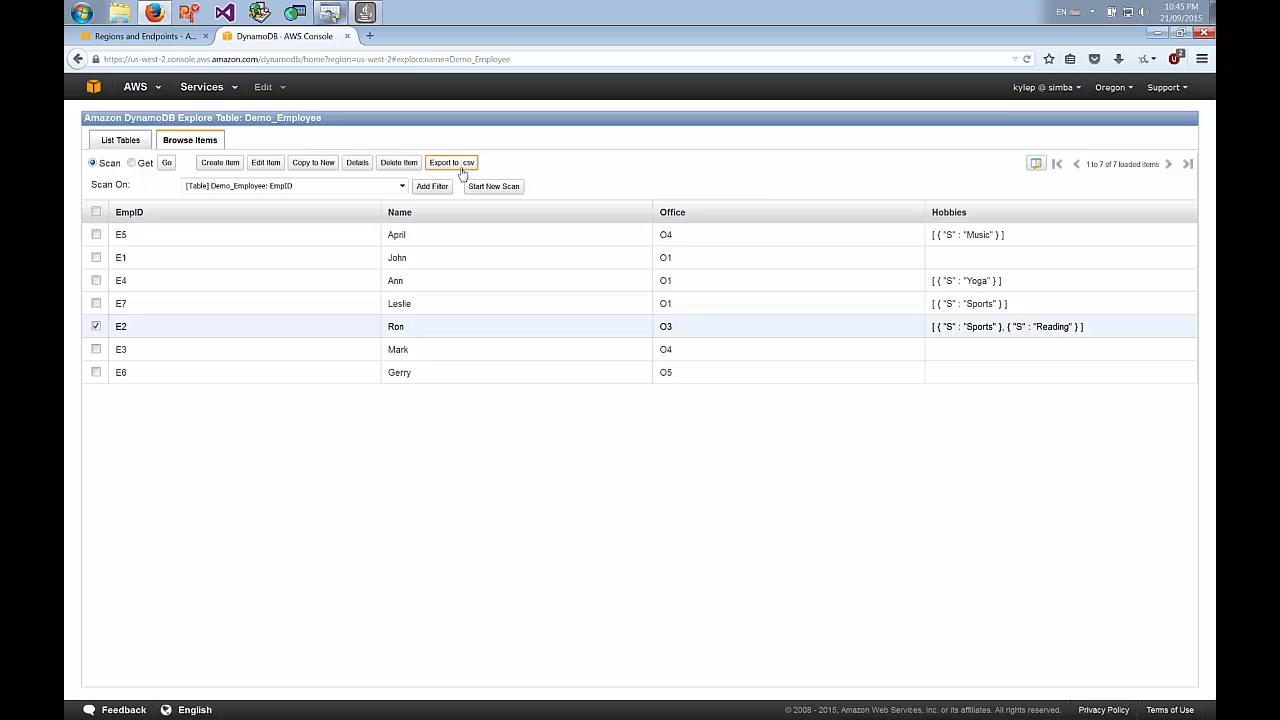 10:45 PM
EN
21/09/2015
Regions and Endpoints - A... × DynamoDB - AWS Console × +
https://us-west-2.console.aws.amazon.com/dynamodb/home?region=us-west-2#explore:name=Demo_Employee
2
AWS Services Edit kylep @ simba Oregon Support
Amazon DynamoDB Explore Table: Demo_Employee
List Tables Browse Items
Scan Get Go Create Item Edit Item Copy to New Details Delete Item Export to .csv 1 to 7 of 7 loaded items
Scan On: [Table] Demo_Employee: EmpID Add Filter Start New Scan
EmpID Name Office Hobbies
E5 April O4 [ { "S" : "Music" } ]
E1 John O1
E4 Ann O1 [ { "S" : "Yoga" } ]
E7 Leslie O1 [ { "S" : "Sports" } ]
E2 Ron O3 [ { "S" : "Sports" }, { "S" : "Reading" } ]
E3 Mark O4
E6 Gerry O5
Feedback English © 2008 - 2015, Amazon Web Services, Inc. or its affiliates. All rights reserved. Privacy Policy Terms of Use